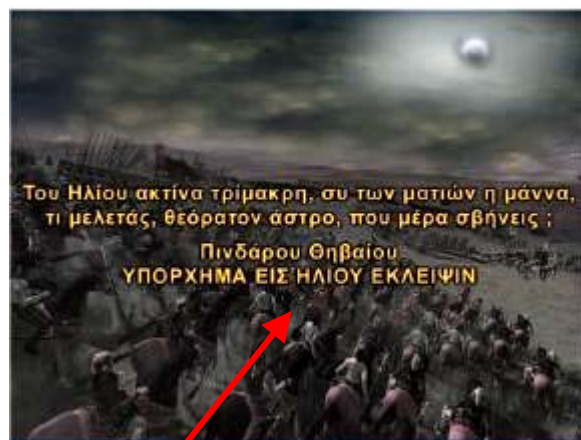 Του Ηλίου ακτίνα τρίμακρη, συ των ματιών η μάννα,
τι μελετάς, θεόρατον άστρο, που μέρα σβήνεις ;
Πινδάρου Θηβαίου
ΥΠΟΡΧΗΜΑ ΕΙΣ ΉΛΙΟΥ ΕΚΛΕΙΨΙΝ